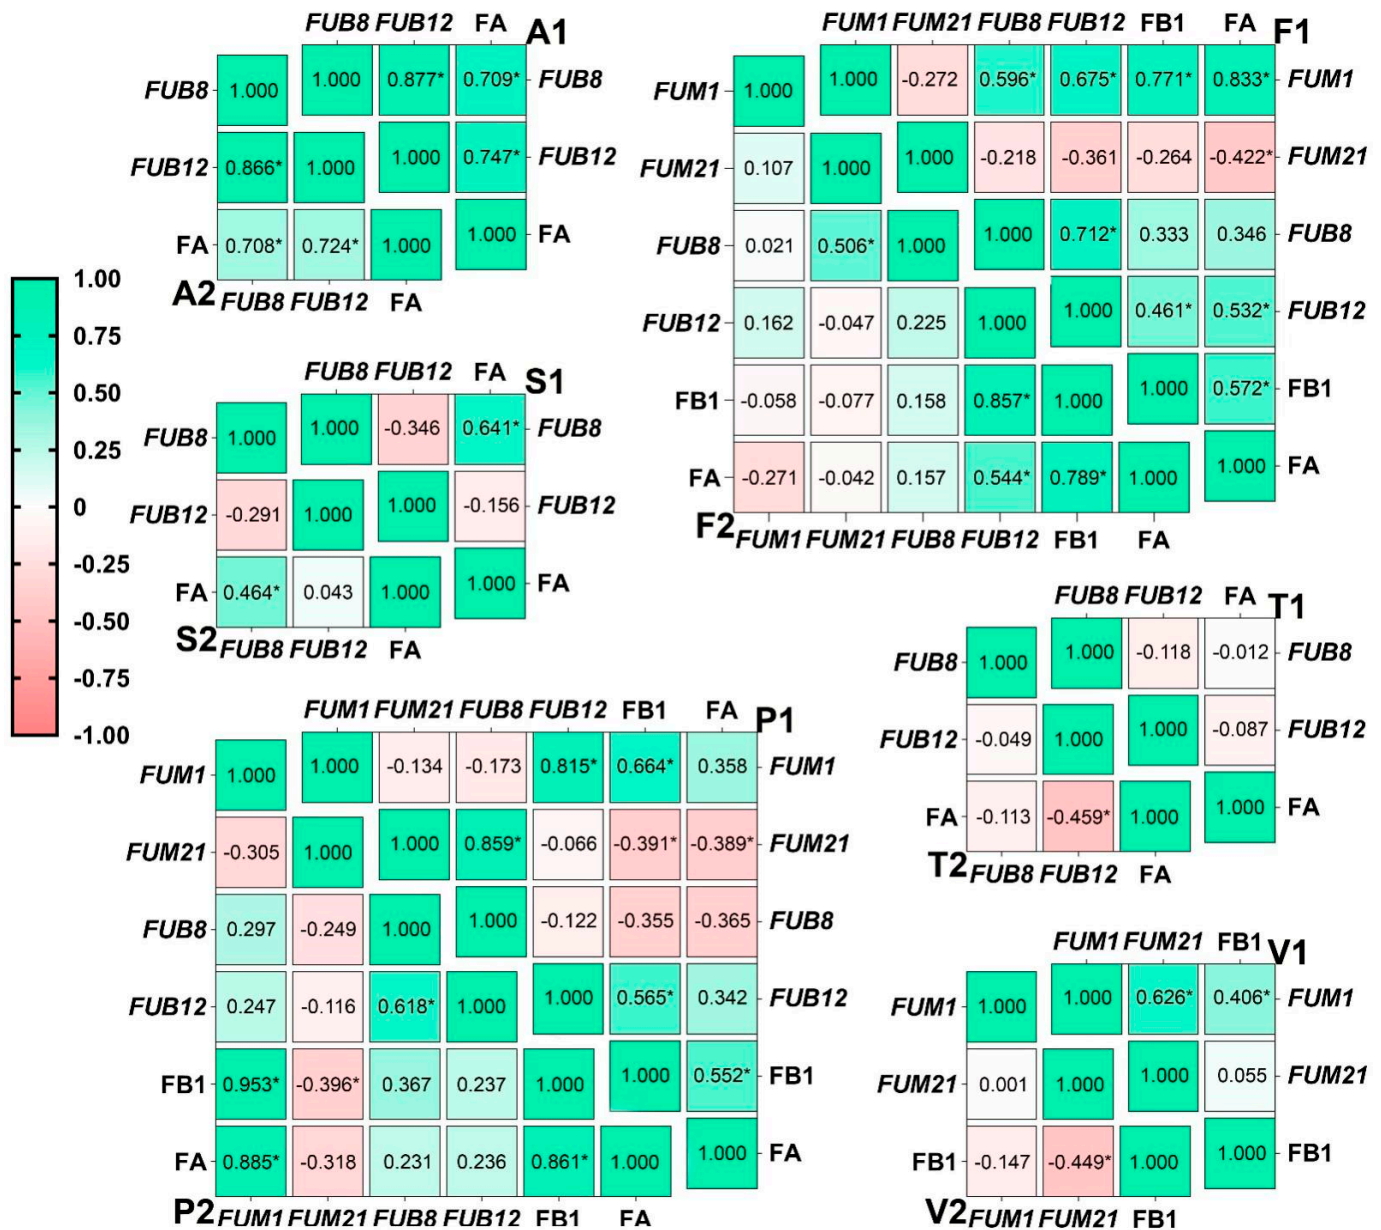 FUB8 FUB12 FA A1
FUB8 1.000 1.000 0.877* 0.709* FUB8
FUB12 0.866* 1.000 1.000 0.747* FUB12
FA 0.708* 0.724* 1.000 1.000 FA
A2 FUB8 FUB12 FA
FUM1 FUM21 FUB8 FUB12 FB1 FA F1
FUM1 1.000 1.000 -0.272 0.596* 0.675* 0.771* 0.833* FUM1
FUM21 0.107 1.000 1.000 -0.218 -0.361 -0.264 -0.422* FUM21
FUB8 0.021 0.506* 1.000 1.000 0.712* 0.333 0.346 FUB8
FUB12 0.162 -0.047 0.225 1.000 1.000 0.461* 0.532* FUB12
FB1 -0.058 -0.077 0.158 0.857* 1.000 1.000 0.572*
FA -0.271 -0.042 0.157 0.544* 0.789* 1.000 1.000 FA
F2 FUM1 FUM21 FUB8 FUB12 FB1 FA
1.00
0.75
0.50
0.25
0
-0.25
-0.50
-0.75
-1.00
FUB8 FUB12 FA S1
FUB8 1.000 1.000 -0.346 0.641* FUB8
FUB12 -0.291 1.000 1.000 -0.156 FUB12
FA 0.464* 0.043 1.000 1.000 FA
S2 FUB8 FUB12 FA
FUB8 FUB12 FA T1
FUB8 1.000 1.000 -0.118 -0.012 FUB8
FUB12 -0.049 1.000 1.000 -0.087 FUB12
FA -0.113 -0.459* 1.000 1.000 FA
T2 FUB8 FUB12 FA
FUM1 FUM21 FUB8 FUB12 FB1 FA P1
FUM1 1.000 1.000 -0.134 -0.173 0.815* 0.664* 0.358 FUM1
FUM21 -0.305 1.000 1.000 0.859* -0.066 -0.391* -0.389* FUM21
FUB8 0.297 -0.249 1.000 1.000 -0.122 -0.355 -0.365 FUB8
FUB12 0.247 -0.116 0.618* 1.000 1.000 0.565* 0.342 FUB12
FB1 0.953* -0.396* 0.367 0.237 1.000 1.000 0.552* FB1
FA 0.885* -0.318 0.231 0.236 0.861* 1.000 1.000 FA
P2 FUM1 FUM21 FUB8 FUB12 FB1 FA
FUM1 FUM21 FB1 V1
FUM1 1.000 1.000 0.626* 0.406* FUM1
FUM21 0.001 1.000 1.000 0.055 FUM21
FB1 -0.147 -0.449* 1.000 1.000 FB1
V2 FUM1 FUM21 FB1